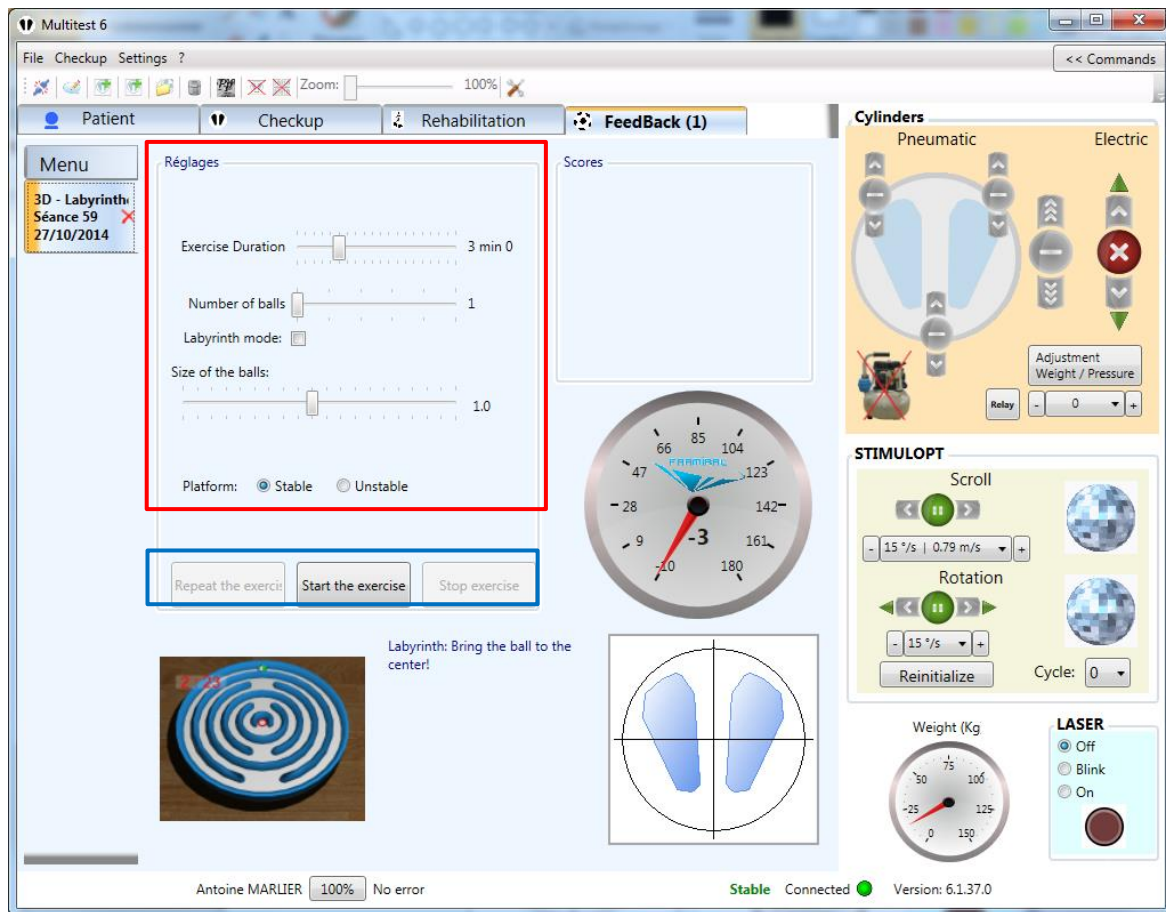 Multitest 6
File Checkup Settings ?
<< Commands
Zoom: 100%
Patient
Checkup
Rehabilitation
FeedBack (1)
Menu
3D - Labyrinthe
Séance 59
27/10/2014
Réglages
Exercise Duration 3 min 0
Number of balls 1
Labyrinth mode:
Size of the balls:
1.0
Platform: Stable Unstable
Repeat the exerci
Start the exercise
Stop exercise
Scores
66 85 104
47 FRAMIRAL 123
28 142
9 -3 161
-10 180
Labyrinth: Bring the ball to the
center!
2 : 23
Cylinders
Pneumatic Electric
Adjustment
Weight / Pressure
Relay - 0 +
STIMULOPT
Scroll
- 15 °/s | 0.79 m/s +
Rotation
- 15 °/s +
Reinitialize Cycle: 0
Weight (Kg
75
50 100
25 125
0 150
LASER
Off
Blink
On
Antoine MARLIER 100% No error
Stable Connected Version: 6.1.37.0